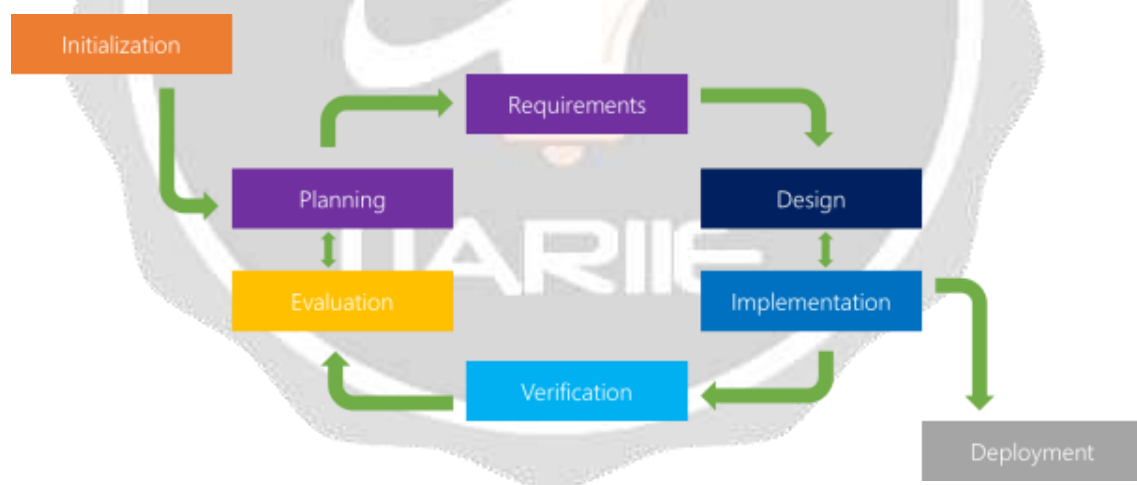 Initialization
Requirements
Planning
Design
IJARIIE
Evaluation
Implementation
Verification
Deployment